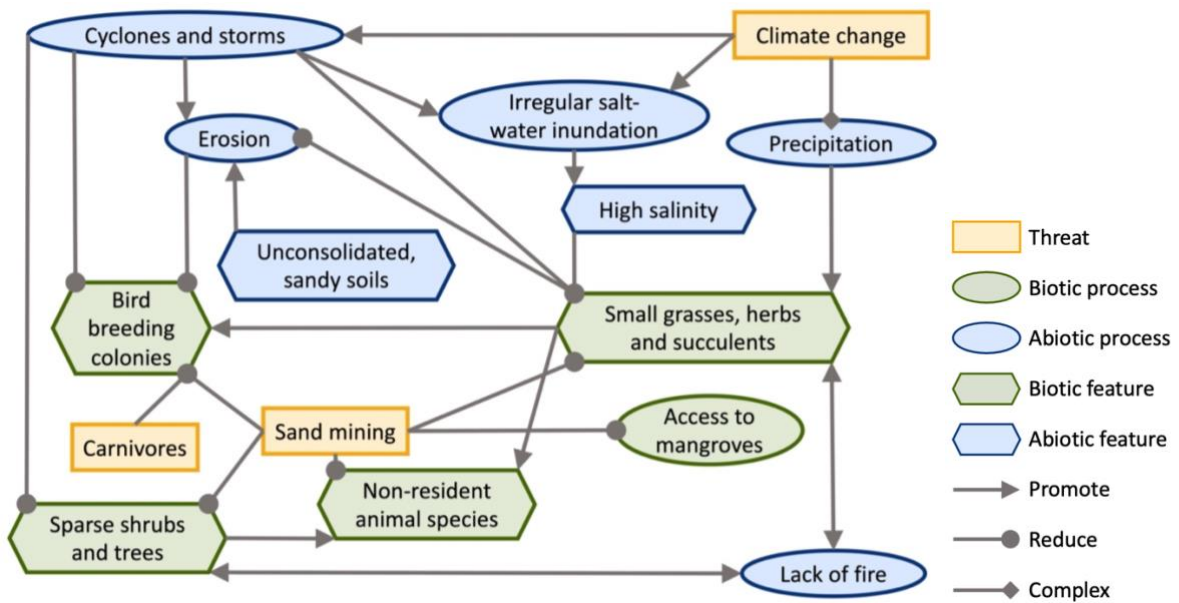 Cyclones and storms
Climate change
Irregular salt-
water inundation
Erosion
Precipitation
High salinity
Unconsolidated,
sandy soils
Bird
breeding
colonies
Small grasses, herbs
and succulents
Carnivores
Sand mining
Access to
mangroves
Non-resident
animal species
Sparse shrubs
and trees
Lack of fire
Threat
Biotic process
Abiotic process
Biotic feature
Abiotic feature
Promote
Reduce
Complex